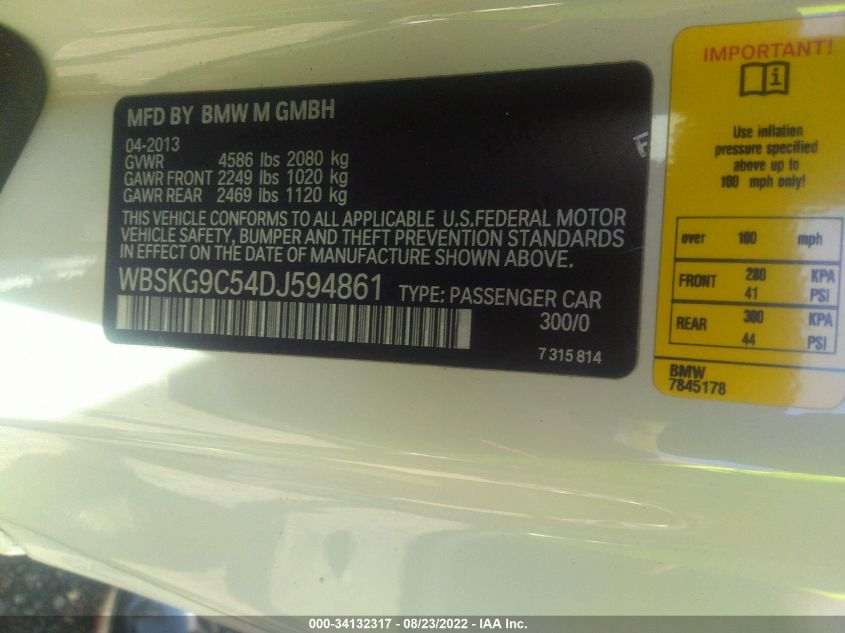 MFD BY BMW M GMBH
04-2013
GVWR 4586 lbs 2080 kg
GAWR FRONT 2249 lbs 1020 kg
GAWR REAR 2469 lbs 1120 kg
THIS VEHICLE CONFORMS TO ALL APPLICABLE U.S.FEDERAL MOTOR
VEHICLE SAFETY, BUMPER AND THEFT PREVENTION STANDARDS
IN EFFECT ON THE DATE OF MANUFACTURE SHOWN ABOVE.
WBSKG9C54DJ594861 TYPE: PASSENGER CAR
300/0
7 315 814
IMPORTANT!
Use inflation
pressure specified
above up to
100 mph only!
over 100 mph
FRONT 280 KPA
41 PSI
REAR 300 KPA
44 PSI
BMW
7845178
000-34132317 - 08/23/2022 - IAA Inc.